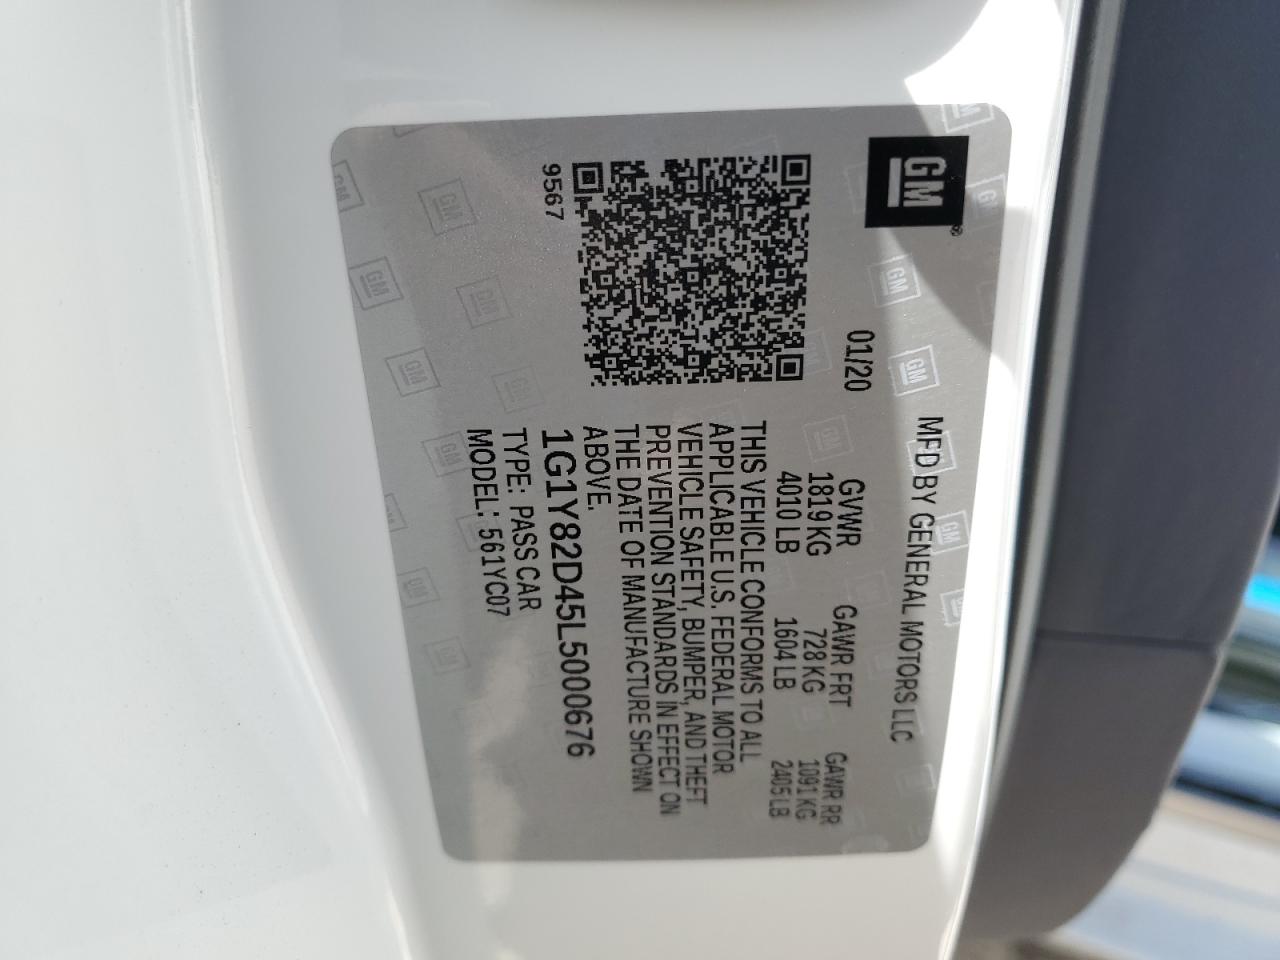 GM
MFD BY GENERAL MOTORS LLC
01/20
GVWR GAWR FRT GAWR RR
1819 KG 728 KG 1091 KG
4010 LB 1604 LB 2405 LB
THIS VEHICLE CONFORMS TO ALL
APPLICABLE U.S. FEDERAL MOTOR
VEHICLE SAFETY, BUMPER, AND THEFT
PREVENTION STANDARDS IN EFFECT ON
THE DATE OF MANUFACTURE SHOWN
ABOVE.
9567
1G1Y82D45L5000676
TYPE: PASS CAR
MODEL: 561YC07